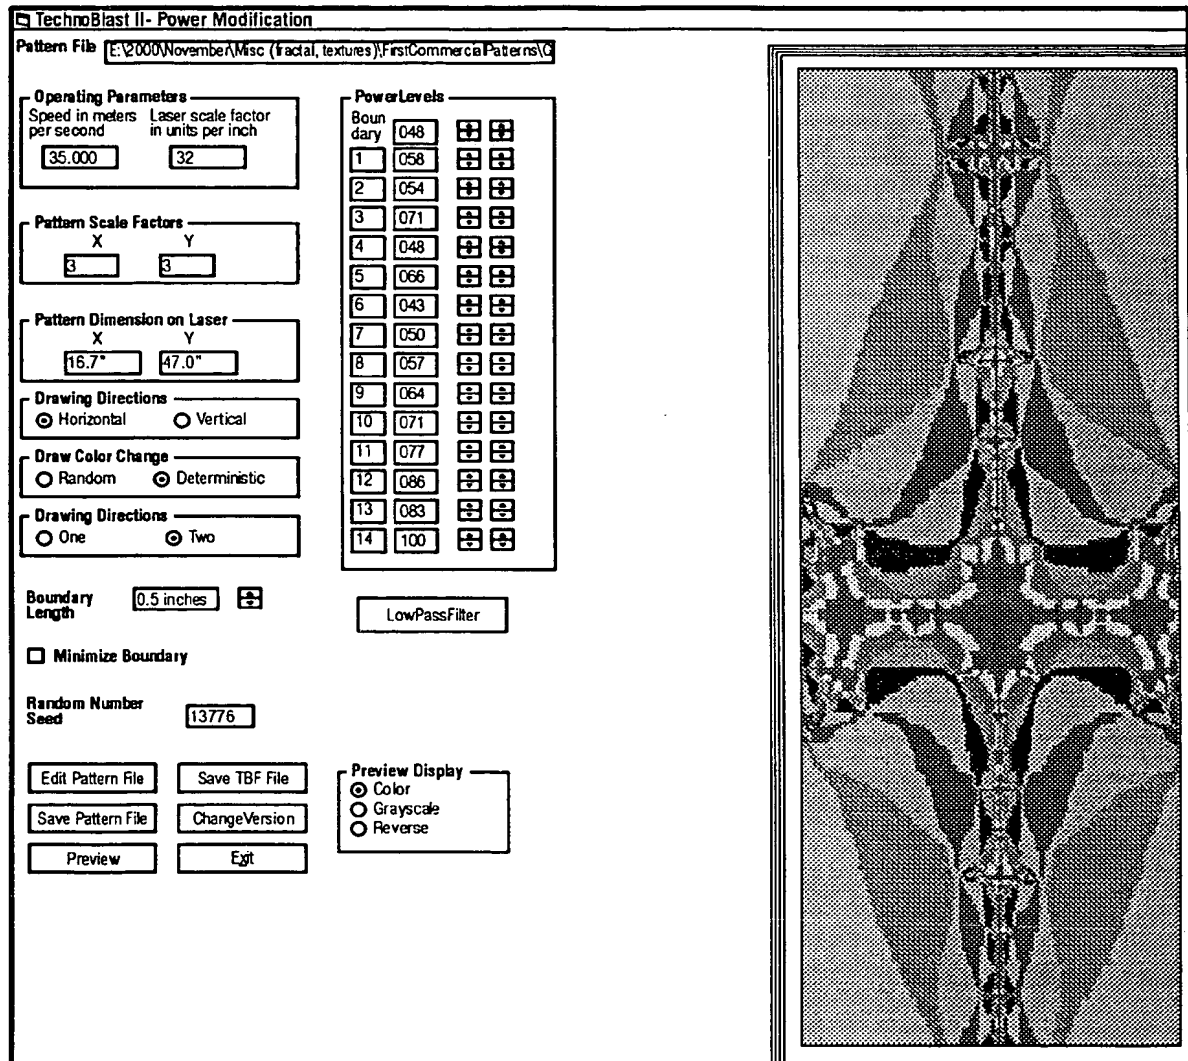 TechnoBlast II- Power Modification
Pattern File E:\2000\November\Misc (fractal, textures)\FirstCommercialPatterns\
Operating Parameters
Speed in meters per second
Laser scale factor in units per inch
35.000
32
Pattern Scale Factors
X Y
3 3
Pattern Dimension on Laser
X Y
16.7" 47.0"
Drawing Directions
Horizontal Vertical
Draw Color Change
Random Deterministic
Drawing Directions
One Two
Boundary Length
0.5 inches
Minimize Boundary
Random Number Seed
13776
Edit Pattern File Save TBF File
Save Pattern File ChangeVersion
Preview Exit
PowerLevels
Boun
dary 048
1 058
2 054
3 071
4 048
5 066
6 043
7 050
8 057
9 064
10 071
11 077
12 086
13 083
14 100
LowPassFilter
Preview Display
Color
Grayscale
Reverse